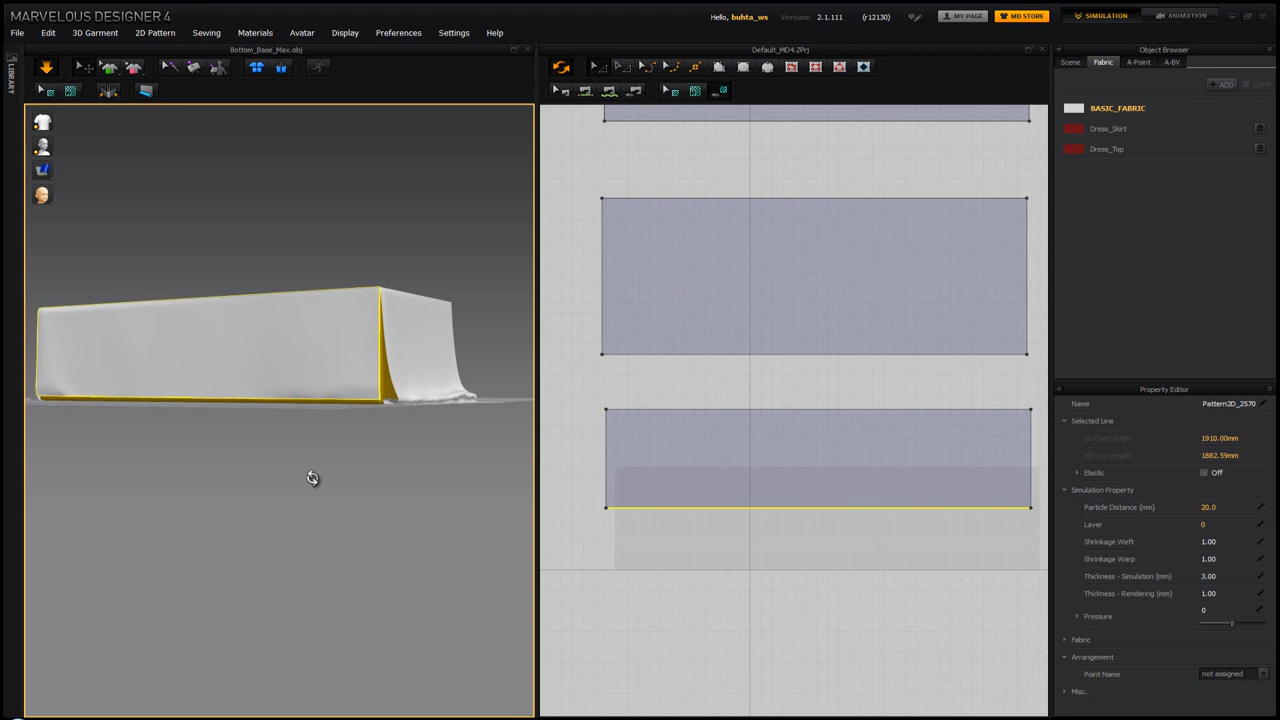 MARVELOUS DESIGNER 4
Hello, buhta_ws Version: 2.1.111 (r12130) MY PAGE MD STORE SIMULATION ANIMATION
File Edit 3D Garment 2D Pattern Sewing Materials Avatar Display Preferences Settings Help
Bottom_Base_Max.obj Default_MD4.ZPrj Object Browser
LIBRARY
Scene Fabric A-Point A-BV
ADD COPY
BASIC_FABRIC
Dress_Skirt
Dress_Top
Property Editor
Name Pattern2D_2570
Selected Line
2D Line Length 1910.00mm
3D Line Length 1882.59mm
Elastic Off
Simulation Property
Particle Distance (mm) 20.0
Layer 0
Shrinkage Weft 1.00
Shrinkage Warp 1.00
Thickness - Simulation (mm) 3.00
Thickness - Rendering (mm) 1.00
Pressure 0
Fabric
Arrangement
Point Name not assigned
Misc.